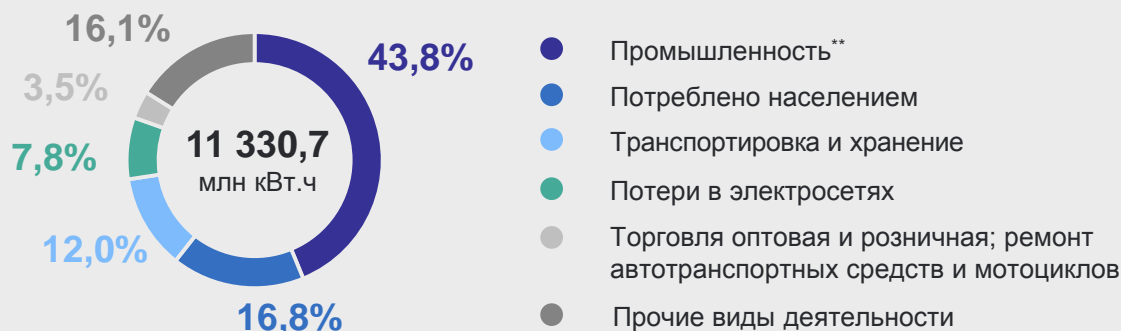 16,1%
43,8%
3,5%
7,8%
12,0%
16,8%
11 330,7
млн кВт.ч
Промышленность**
Потреблено населением
Транспортировка и хранение
Потери в электросетях
Торговля оптовая и розничная; ремонт
автотранспортных средств и мотоциклов
Прочие виды деятельности